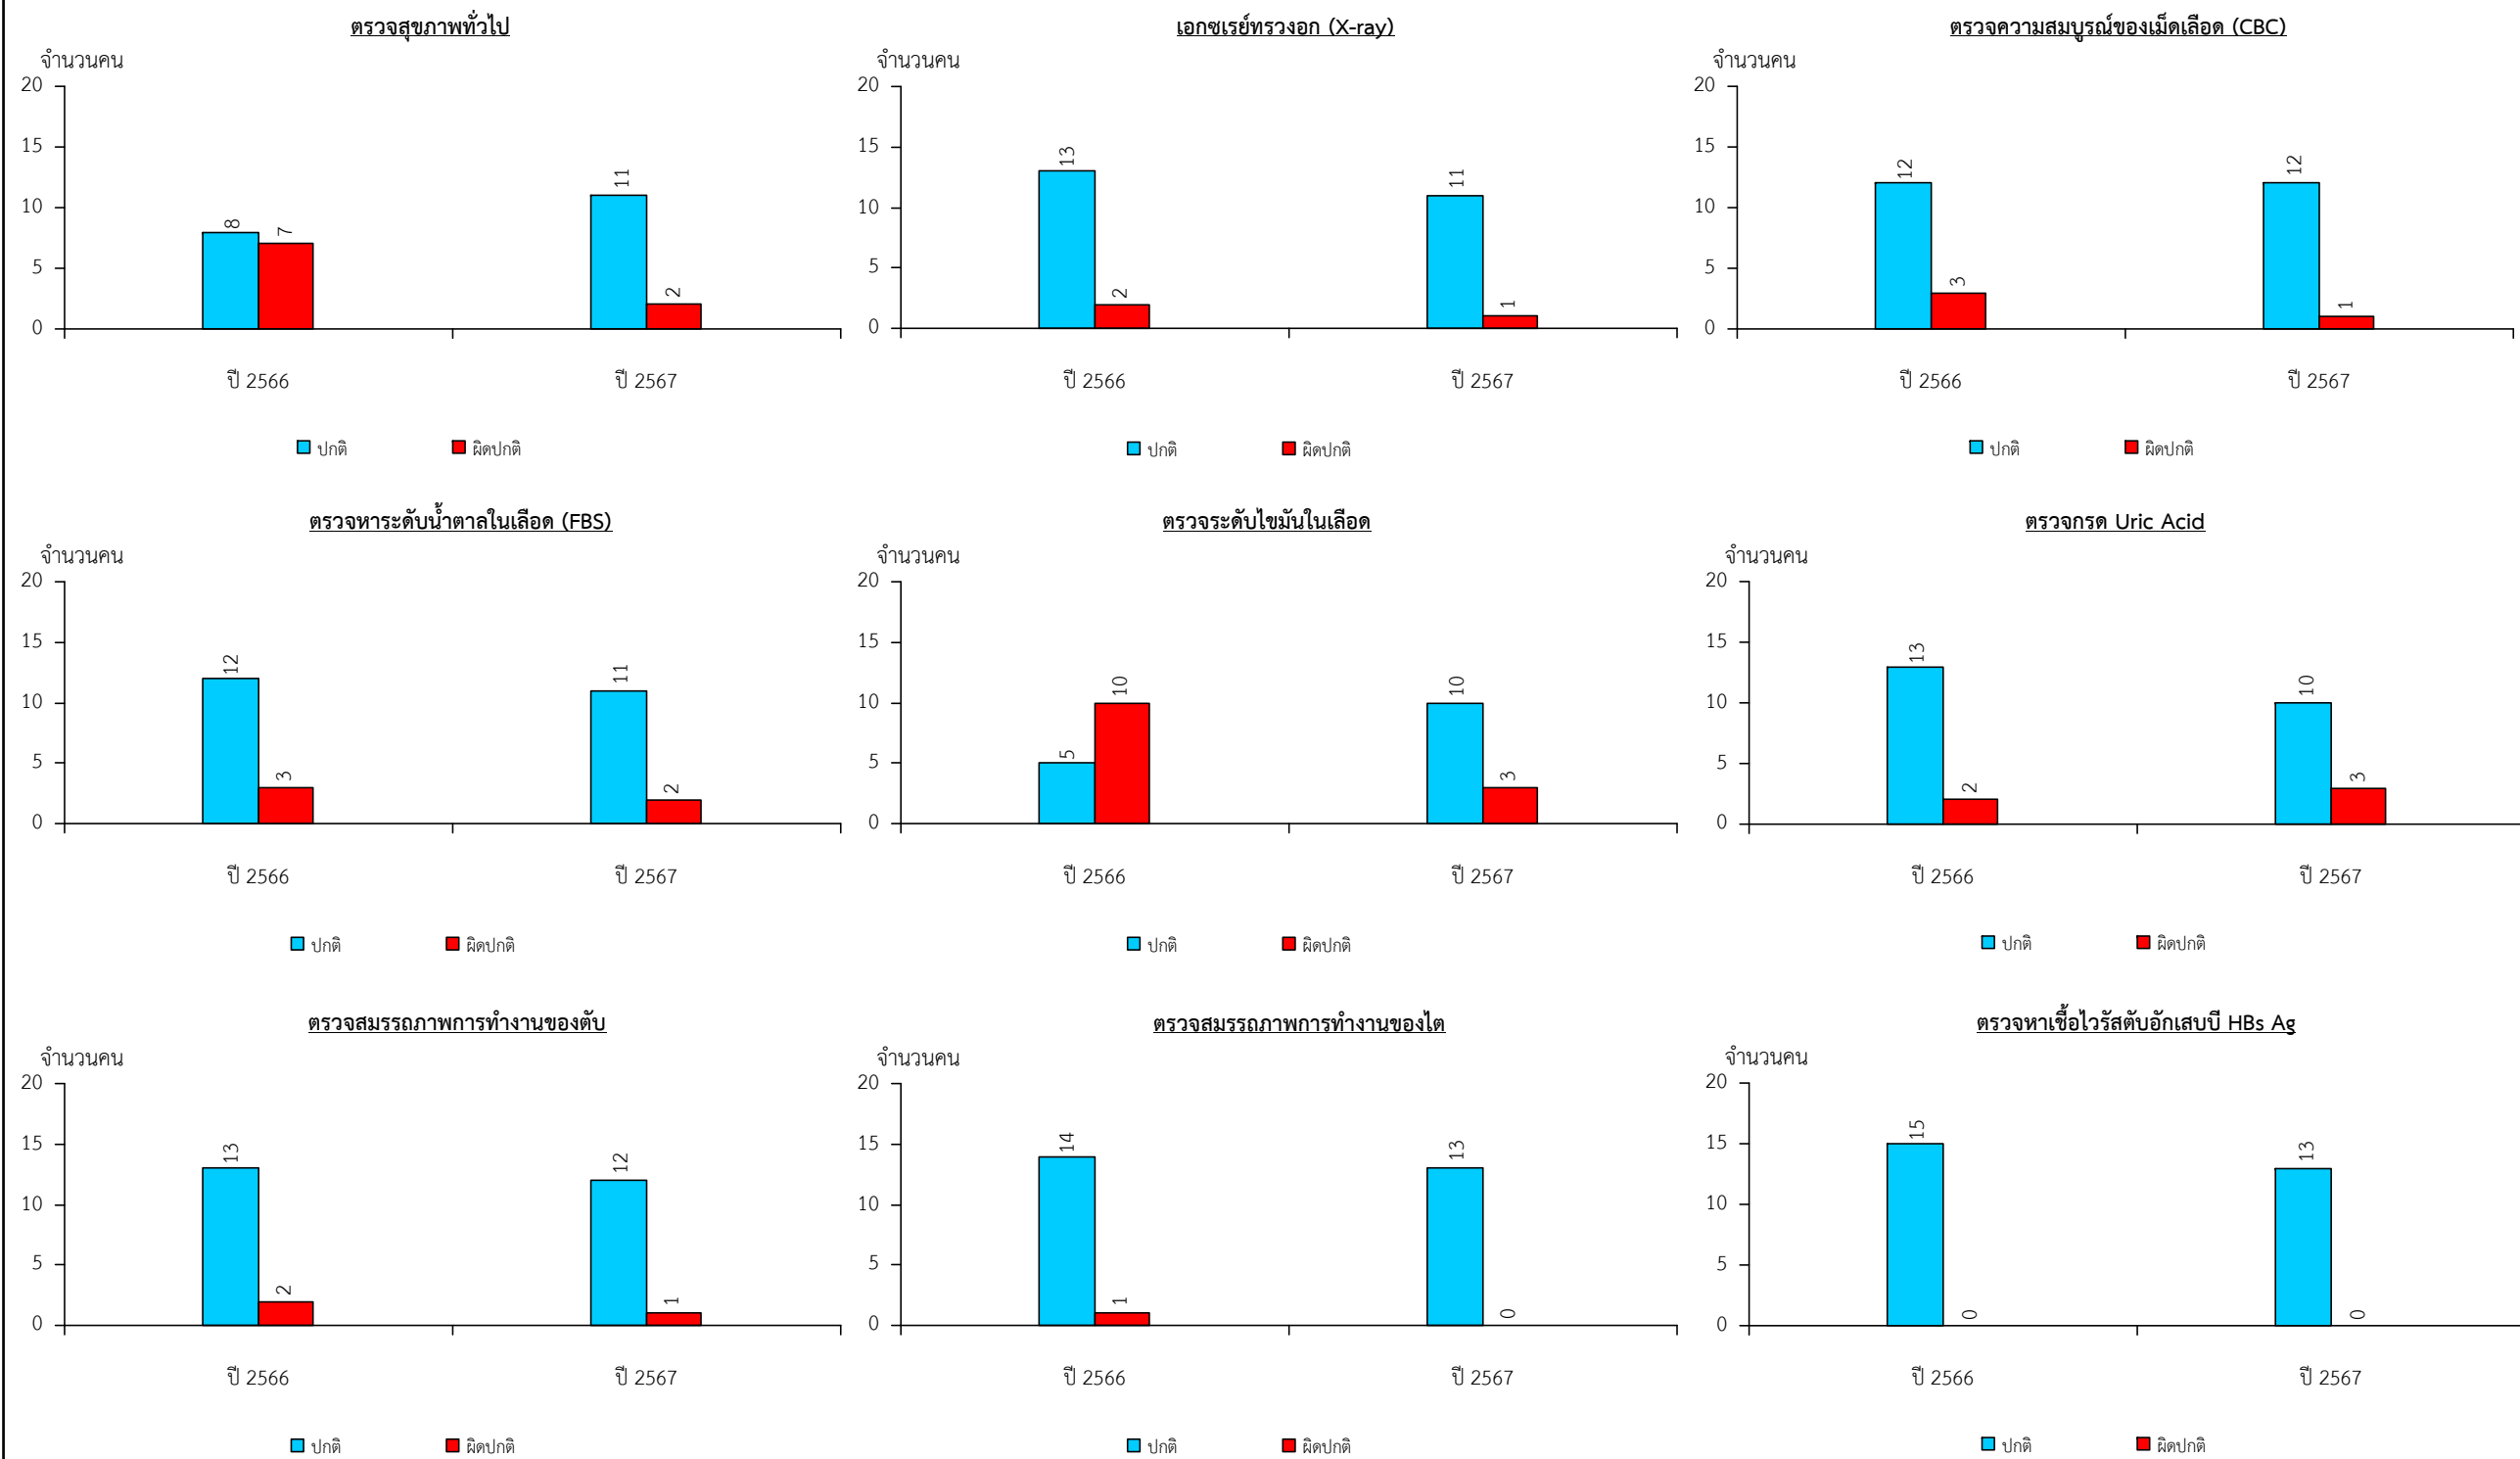 ตรวจสุขภาพทั่วไป
จำนวนคน
20
15
10
5
0
8
7
11
2
ปี 2566
ปี 2567
ปกติ
ผิดปกติ
เอกซเรย์ทรวงอก (X-ray)
จำนวนคน
20
15
10
5
0
13
2
11
1
ปี 2566
ปี 2567
ปกติ
ผิดปกติ
ตรวจความสมบูรณ์ของเม็ดเลือด (CBC)
จำนวนคน
20
15
10
5
0
12
3
12
1
ปี 2566
ปี 2567
ปกติ
ผิดปกติ
ตรวจหาระดับน้ำตาลในเลือด (FBS)
จำนวนคน
20
15
10
5
0
12
3
11
2
ปี 2566
ปี 2567
ปกติ
ผิดปกติ
ตรวจระดับไขมันในเลือด
จำนวนคน
20
15
10
5
0
5
10
10
3
ปี 2566
ปี 2567
ปกติ
ผิดปกติ
ตรวจกรด Uric Acid
จำนวนคน
20
15
10
5
0
13
2
10
3
ปี 2566
ปี 2567
ปกติ
ผิดปกติ
ตรวจสมรรถภาพการทำงานของตับ
จำนวนคน
20
15
10
5
0
13
2
12
1
ปี 2566
ปี 2567
ปกติ
ผิดปกติ
ตรวจสมรรถภาพการทำงานของไต
จำนวนคน
20
15
10
5
0
14
1
13
0
ปี 2566
ปี 2567
ปกติ
ผิดปกติ
ตรวจหาเชื้อไวรัสตับอักเสบบี HBs Ag
จำนวนคน
20
15
10
5
0
15
0
13
0
ปี 2566
ปี 2567
ปกติ
ผิดปกติ